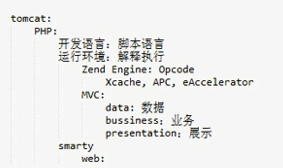 tomcat:
PHP:
开发语言：脚本语言
运行环境：解释执行
Zend Engine: Opcode
Xcache, APC, eAccelerator
MVC:
data: 数据
bussiness：业务
presentation：展示
smarty
web: